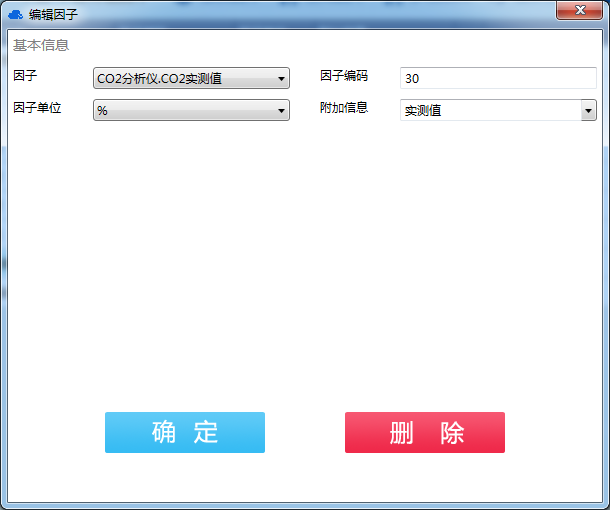 编辑因子
基本信息
因子 CO2分析仪.CO2实测值 因子编码 30
因子单位 % 附加信息 实测值
确 定 删 除